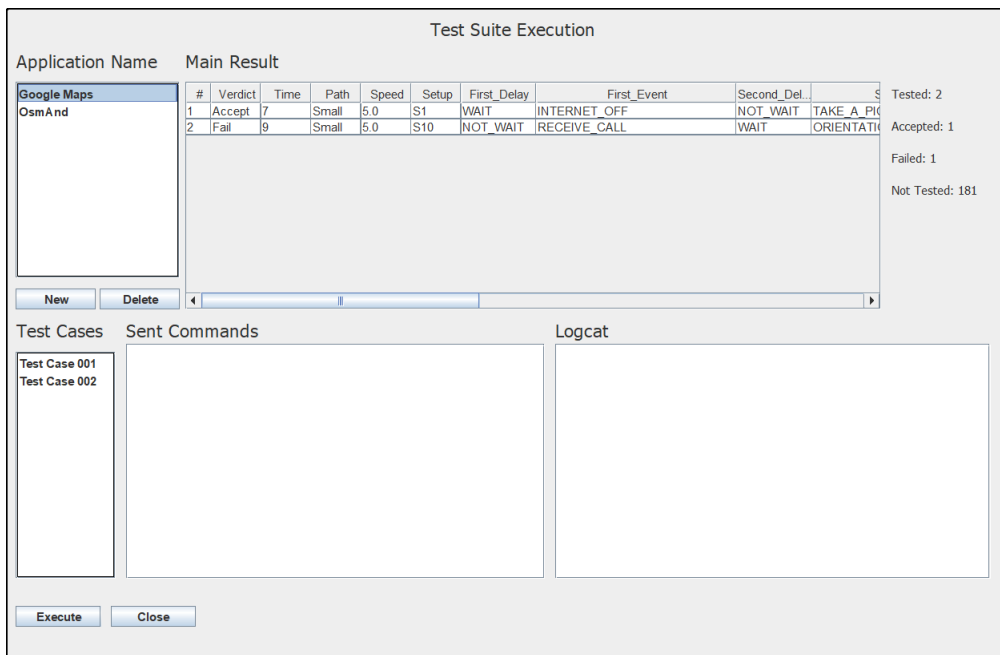 Test Suite Execution
Application Name
Main Result
Google Maps
OsmAnd
New
Delete
# Verdict Time Path Speed Setup First_Delay First_Event Second_Del... S
1 Accept 7 Small 5.0 S1 WAIT INTERNET_OFF NOT_WAIT TAKE_A_PIC
2 Fail 9 Small 5.0 S10 NOT_WAIT RECEIVE_CALL WAIT ORIENTATIO
Tested: 2
Accepted: 1
Failed: 1
Not Tested: 181
Test Cases
Sent Commands
Logcat
Test Case 001
Test Case 002
Execute
Close